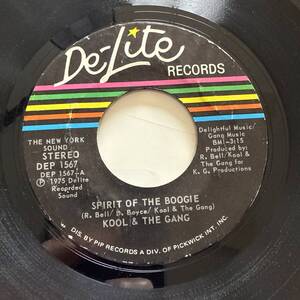 De-Lite
RECORDS
THE NEW YORK
SOUND
STEREO
DEP 1567
DEP 1567-A
Ⓟ 1975 Delite
Recorded
Sound
Delightful Music/
Gang Music
BMI-3:15
Produced by:
R. Bell/Kool &
The Gang for
K. G. Productions
SPIRIT OF THE BOOGIE
(R. Bell/ D. Boyce/ Kool & The Gang)
KOOL & THE GANG
DIS. BY PIP RECORDS A DIV. OF PICKWICK INT. INC.